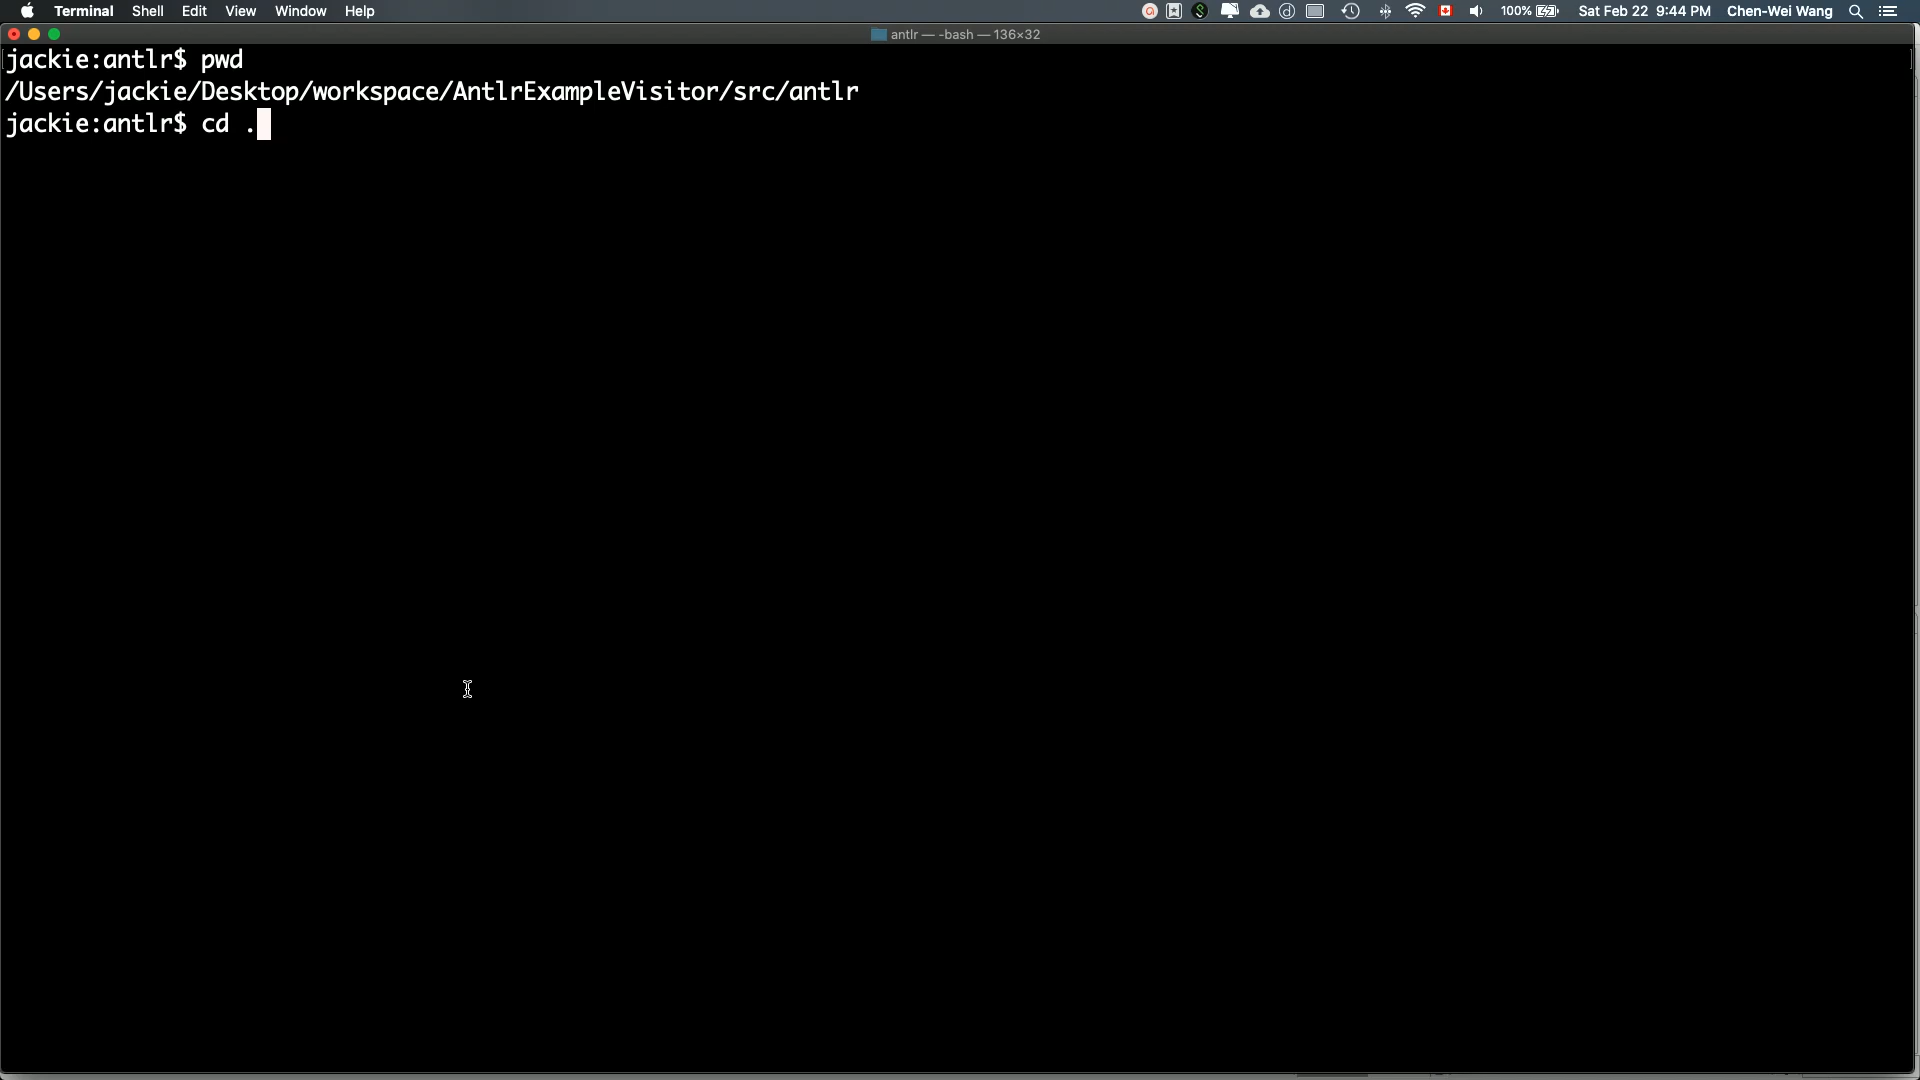 Terminal Shell Edit View Window Help 100% Sat Feb 22 9:44 PM Chen-Wei Wang
antlr — -bash — 136×32
jackie:antlr$ pwd
/Users/jackie/Desktop/workspace/AntlrExampleVisitor/src/antlr
jackie:antlr$ cd .